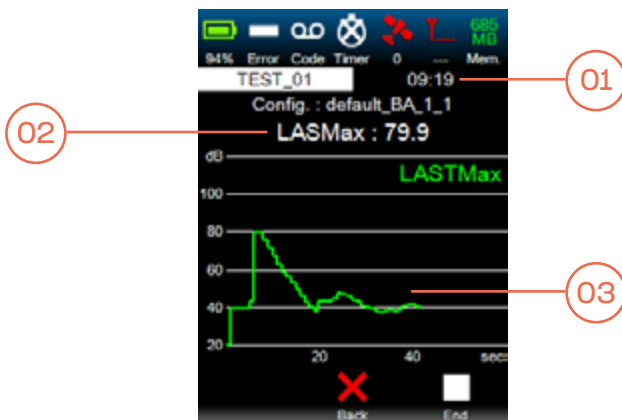 685
MB
94% Error Code Timer 0 --- Mem.
TEST_01 09:19
01
Config. : default_BA_1_1
02
LASMax : 79.9
dB
LASTMax
100
80
60
03
40
20
20 40 secs
Back End